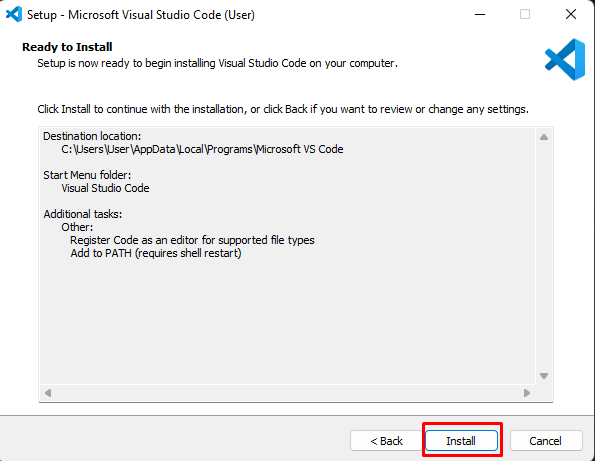 Setup - Microsoft Visual Studio Code (User)
Ready to Install
Setup is now ready to begin installing Visual Studio Code on your computer.
Click Install to continue with the installation, or click Back if you want to review or change any settings.
Destination location:
C:\Users\User\AppData\Local\Programs\Microsoft VS Code
Start Menu folder:
Visual Studio Code
Additional tasks:
Other:
Register Code as an editor for supported file types
Add to PATH (requires shell restart)
< Back Install Cancel